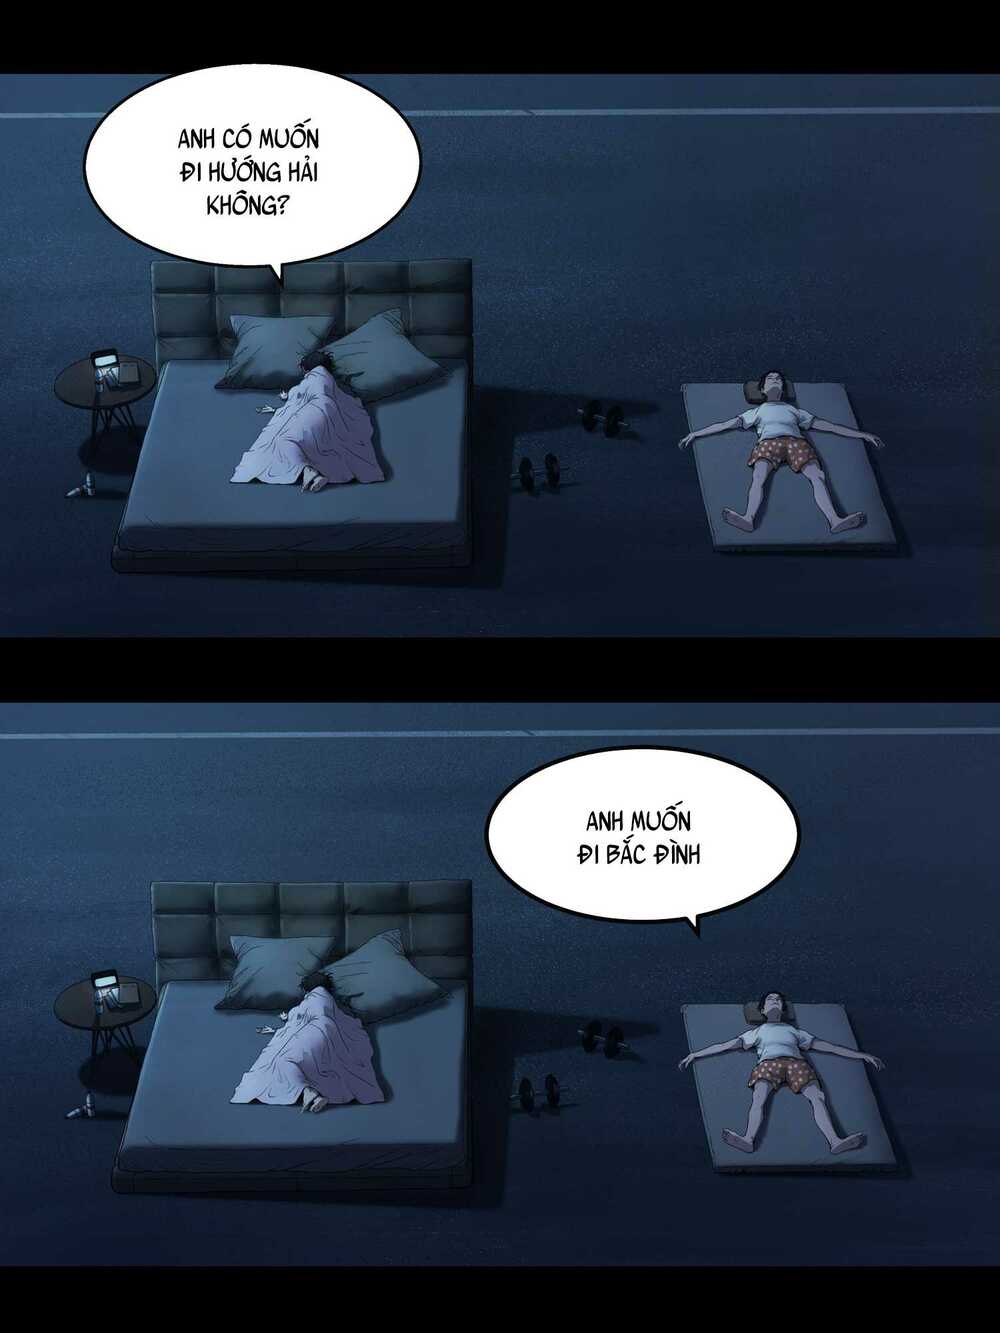 ANH CÓ MUỐN
ĐI HƯỚNG HẢI
KHÔNG?
ANH MUỐN
ĐI BẮC ĐÌNH